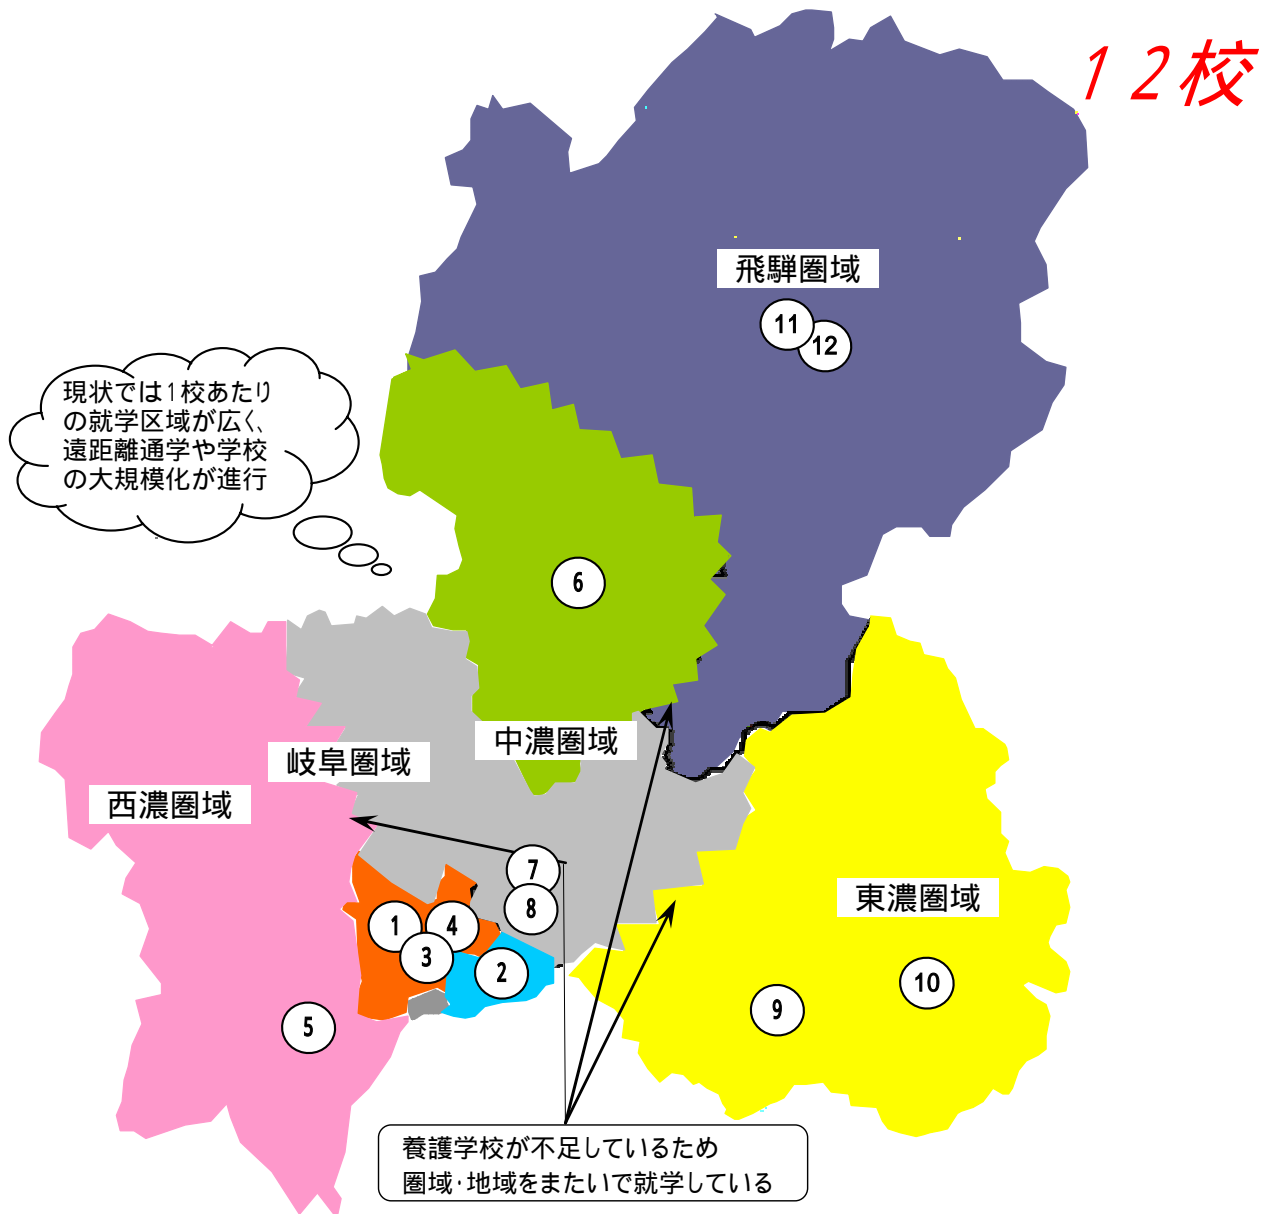 12校
飛騨圏域
11
12
現状では1校あたり
の就学区域が広く、
遠距離通学や学校
の大規模化が進行
6
中濃圏域
岐阜圏域
西濃圏域
7
8
東濃圏域
1
4
3
2
10
9
5
養護学校が不足しているため
圏域・地域をまたいで就学している